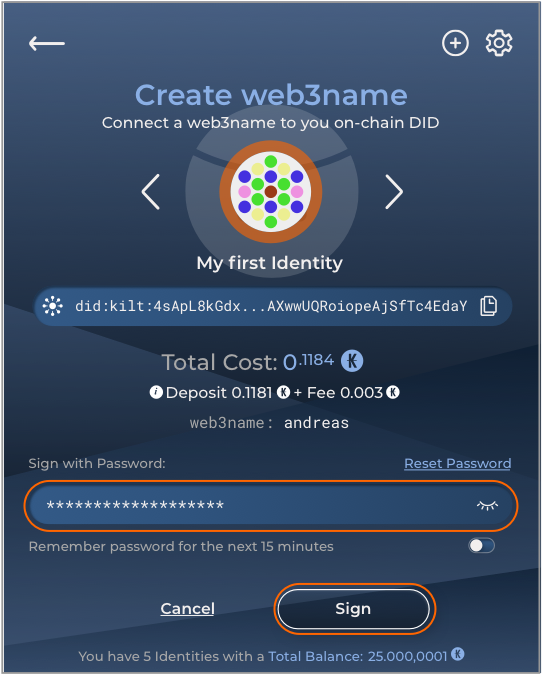 Create web3name
Connect a web3name to you on-chain DID
My first Identity
did:kilt:4sApL8kGdx...AXwwUQRoiopeAjSfTc4EdaY
Total Cost: 0.1184 K
i Deposit 0.1181 K + Fee 0.003 K
web3name: andreas
Sign with Password: Reset Password
*******************
Remember password for the next 15 minutes
Cancel Sign
You have 5 Identities with a Total Balance: 25.000,0001 K